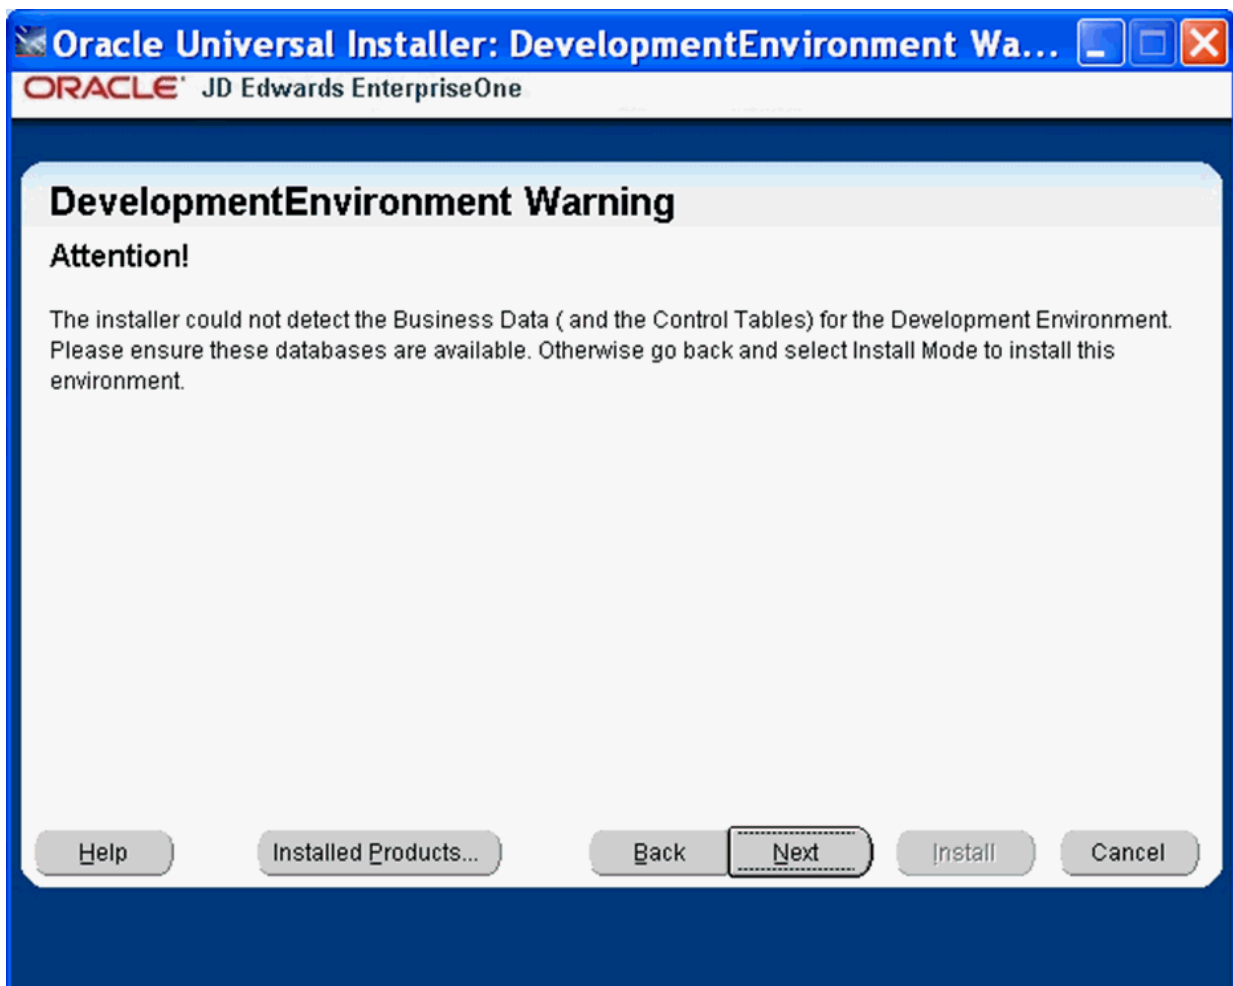 Oracle Universal Installer: DevelopmentEnvironment Wa...
ORACLE JD Edwards EnterpriseOne
DevelopmentEnvironment Warning
Attention!
The installer could not detect the Business Data ( and the Control Tables) for the Development Environment.
Please ensure these databases are available. Otherwise go back and select Install Mode to install this
environment.
Help Installed Products... Back Next Install Cancel